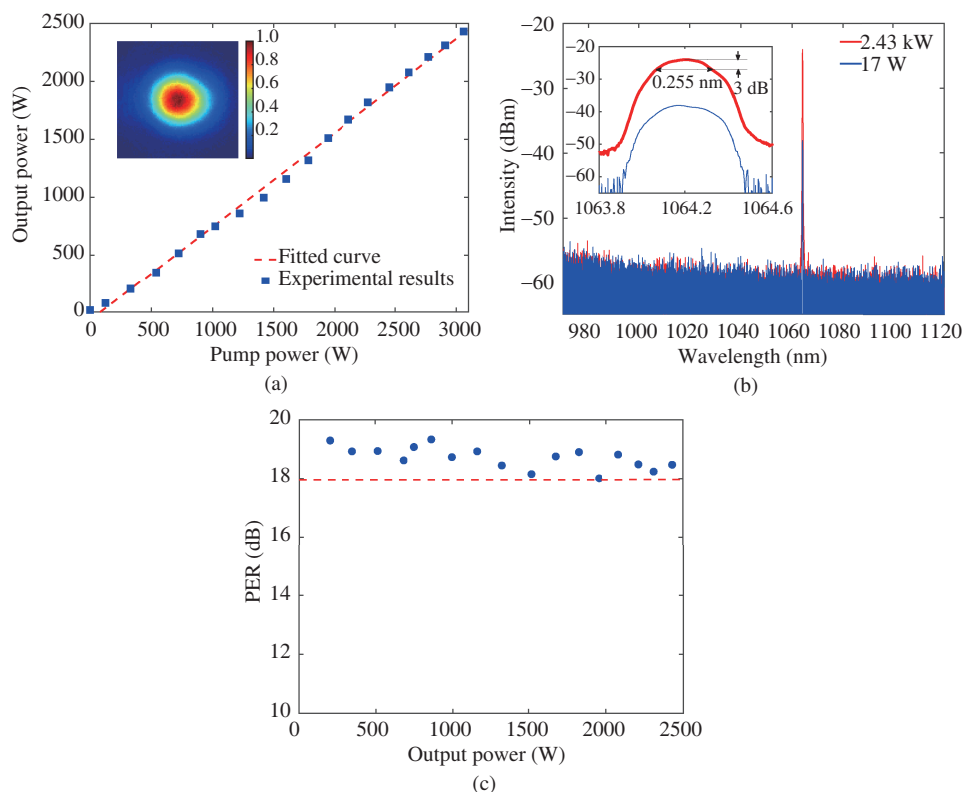 2500
2000
1500
1000
500
0
Output power (W)
1.0
0.8
0.6
0.4
0.2
Fitted curve
Experimental results
0 500 1000 1500 2000 2500 3000
Pump power (W)
(a)
−20
−30
−40
−50
−60
Intensity (dBm)
2.43 kW
17 W
−20
−30
−40
−50
−60
0.255 nm
3 dB
1063.8 1064.2 1064.6
980 1000 1020 1040 1060 1080 1100 1120
Wavelength (nm)
(b)
20
18
16
14
12
10
PER (dB)
0 500 1000 1500 2000 2500
Output power (W)
(c)